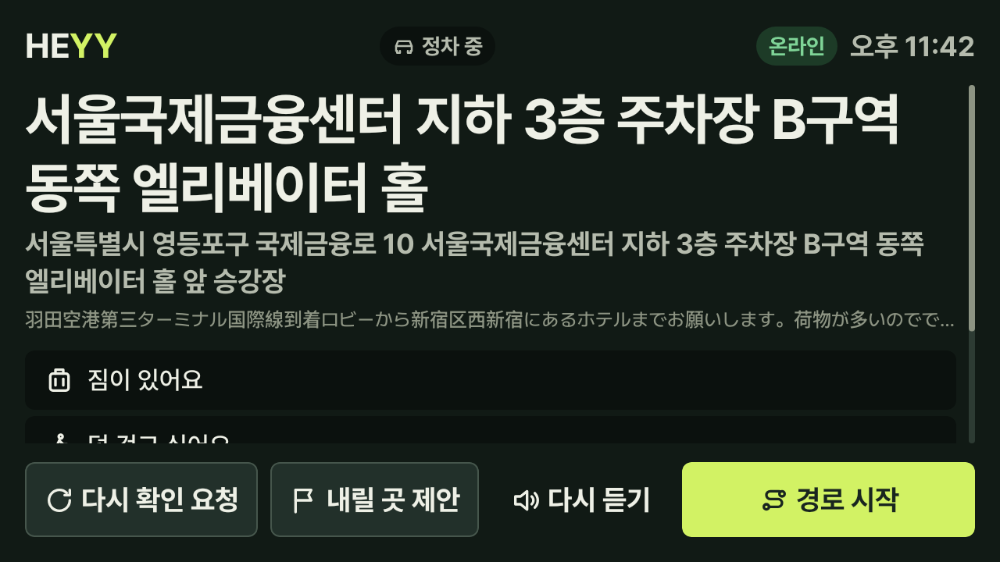 HEYY
정차 중
온라인
오후 11:42
서울국제금융센터 지하 3층 주차장 B구역
동쪽 엘리베이터 홀
서울특별시 영등포구 국제금융로 10 서울국제금융센터 지하 3층 주차장 B구역 동쪽
엘리베이터 홀 앞 승강장
羽田空港第三ターミナル国際線到着ロビーから新宿区西新宿にあるホテルまでお願いします。荷物が多いのでで…
짐이 있어요
다시 확인 요청
내릴 곳 제안
다시 듣기
경로 시작